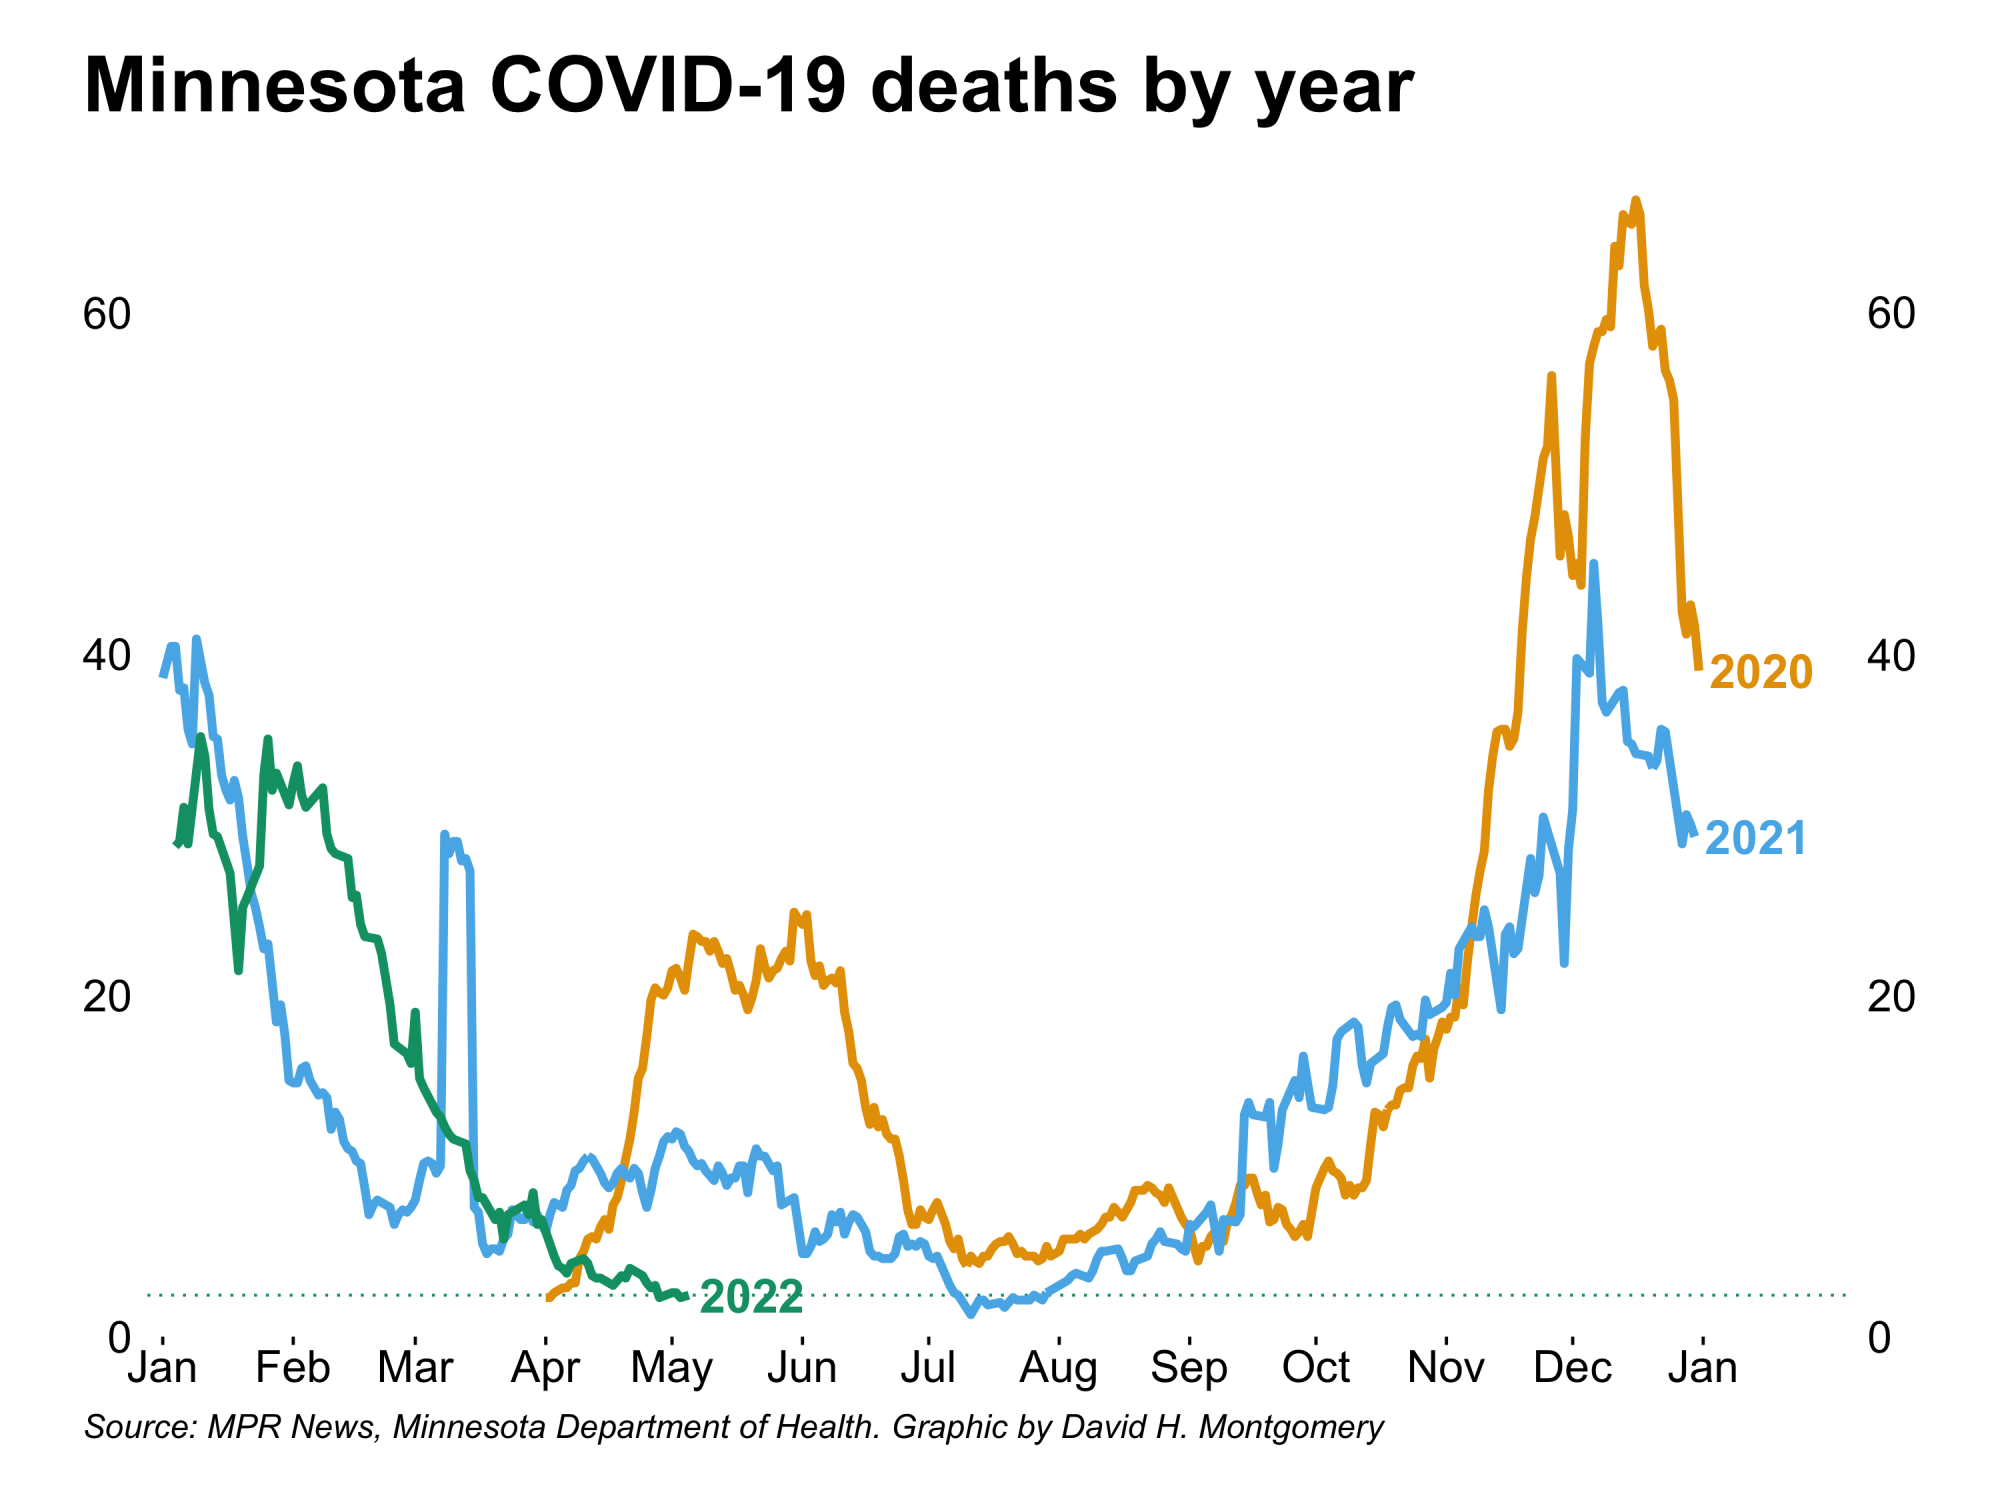 Minnesota COVID-19 deaths by year
60 60
40 40
2020
2021
20 20
2022
0 0
Jan Feb Mar Apr May Jun Jul Aug Sep Oct Nov Dec Jan
Source: MPR News, Minnesota Department of Health. Graphic by David H. Montgomery